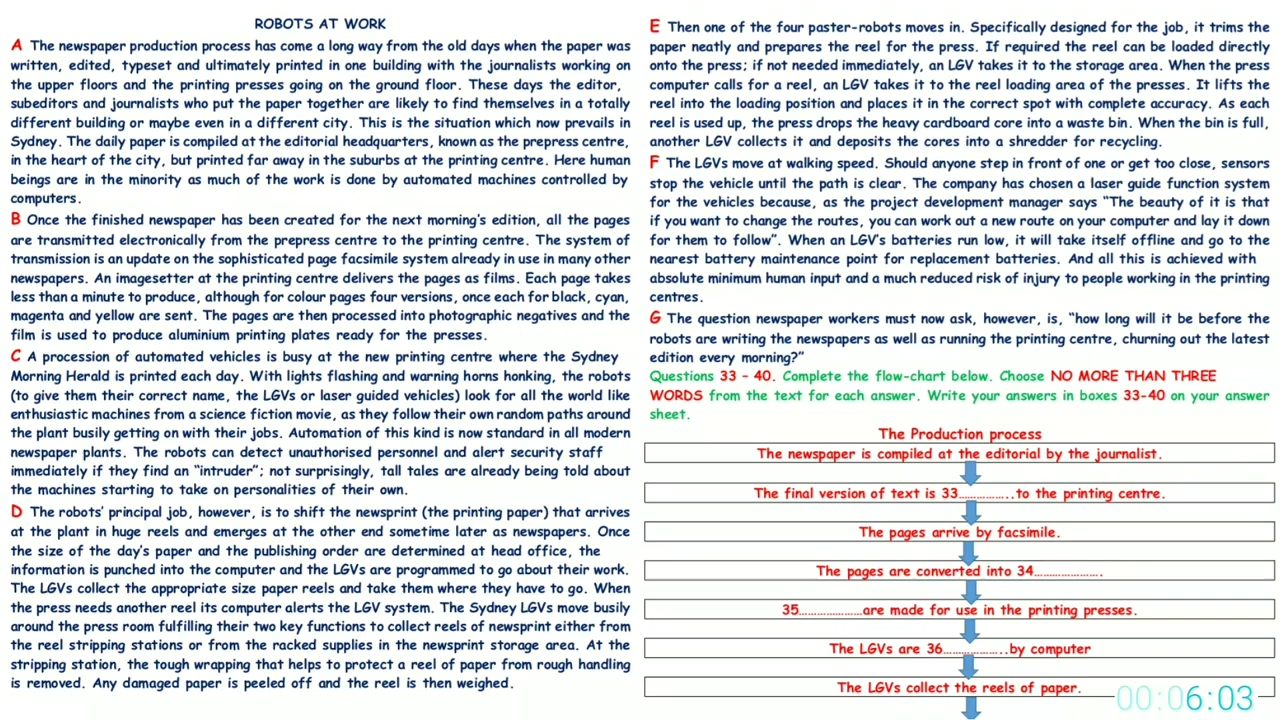 ROBOTS AT WORK
A The newspaper production process has come a long way from the old days when the paper was
written, edited, typeset and ultimately printed in one building with the journalists working on
the upper floors and the printing presses going on the ground floor. These days the editor,
subeditors and journalists who put the paper together are likely to find themselves in a totally
different building or maybe even in a different city. This is the situation which now prevails in
Sydney. The daily paper is compiled at the editorial headquarters, known as the prepress centre,
in the heart of the city, but printed far away in the suburbs at the printing centre. Here human
beings are in the minority as much of the work is done by automated machines controlled by
computers.
B Once the finished newspaper has been created for the next morning's edition, all the pages
are transmitted electronically from the prepress centre to the printing centre. The system of
transmission is an update on the sophisticated page facsimile system already in use in many other
newspapers. An imagesetter at the printing centre delivers the pages as films. Each page takes
less than a minute to produce, although for colour pages four versions, once each for black, cyan,
magenta and yellow are sent. The pages are then processed into photographic negatives and the
film is used to produce aluminium printing plates ready for the presses.
C A procession of automated vehicles is busy at the new printing centre where the Sydney
Morning Herald is printed each day. With lights flashing and warning horns honking, the robots
(to give them their correct name, the LGVs or laser guided vehicles) look for all the world like
enthusiastic machines from a science fiction movie, as they follow their own random paths around
the plant busily getting on with their jobs. Automation of this kind is now standard in all modern
newspaper plants. The robots can detect unauthorised personnel and alert security staff
immediately if they find an "intruder"; not surprisingly, tall tales are already being told about
the machines starting to take on personalities of their own.
D The robots' principal job, however, is to shift the newsprint (the printing paper) that arrives
at the plant in huge reels and emerges at the other end sometime later as newspapers. Once
the size of the day's paper and the publishing order are determined at head office, the
information is punched into the computer and the LGVs are programmed to go about their work.
The LGVs collect the appropriate size paper reels and take them where they have to go. When
the press needs another reel its computer alerts the LGV system. The Sydney LGVs move busily
around the press room fulfilling their two key functions to collect reels of newsprint either from
the reel stripping stations or from the racked supplies in the newsprint storage area. At the
stripping station, the tough wrapping that helps to protect a reel of paper from rough handling
is removed. Any damaged paper is peeled off and the reel is then weighed.
E Then one of the four paster-robots moves in. Specifically designed for the job, it trims the
paper neatly and prepares the reel for the press. If required the reel can be loaded directly
onto the press; if not needed immediately, an LGV takes it to the storage area. When the press
computer calls for a reel, an LGV takes it to the reel loading area of the presses. It lifts the
reel into the loading position and places it in the correct spot with complete accuracy. As each
reel is used up, the press drops the heavy cardboard core into a waste bin. When the bin is full,
another LGV collects it and deposits the cores into a shredder for recycling.
F The LGVs move at walking speed. Should anyone step in front of one or get too close, sensors
stop the vehicle until the path is clear. The company has chosen a laser guide function system
for the vehicles because, as the project development manager says "The beauty of it is that
if you want to change the routes, you can work out a new route on your computer and lay it down
for them to follow". When an LGV's batteries run low, it will take itself offline and go to the
nearest battery maintenance point for replacement batteries. And all this is achieved with
absolute minimum human input and a much reduced risk of injury to people working in the printing
centres.
G The question newspaper workers must now ask, however, is, "how long will it be before the
robots are writing the newspapers as well as running the printing centre, churning out the latest
edition every morning?"
Questions 33 - 40. Complete the flow-chart below. Choose NO MORE THAN THREE
WORDS from the text for each answer. Write your answers in boxes 33-40 on your answer
sheet.
The Production process
The newspaper is compiled at the editorial by the journalist.
The final version of text is 33……………..to the printing centre.
The pages arrive by facsimile.
The pages are converted into 34………………….
35…………………are made for use in the printing presses.
The LGVs are 36………………..by computer
The LGVs collect the reels of paper.
00:06:03